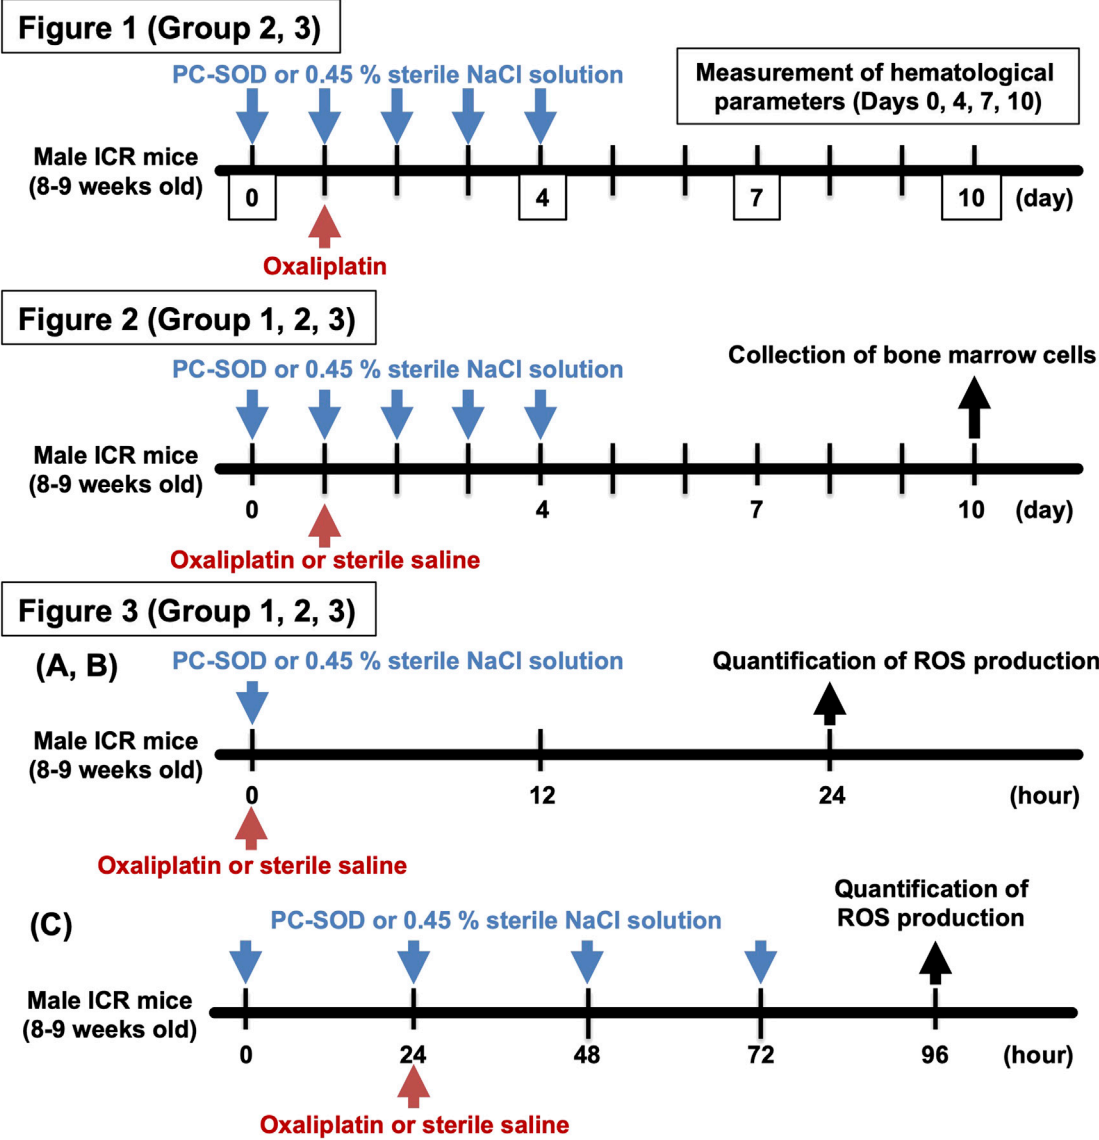 Figure 1 (Group 2, 3)
PC-SOD or 0.45 % sterile NaCl solution
Measurement of hematological
parameters (Days 0, 4, 7, 10)
Male ICR mice
(8-9 weeks old)
0 4 7 10 (day)
Oxaliplatin
Figure 2 (Group 1, 2, 3)
Collection of bone marrow cells
PC-SOD or 0.45 % sterile NaCl solution
Male ICR mice
(8-9 weeks old)
0 4 7 10 (day)
Oxaliplatin or sterile saline
Figure 3 (Group 1, 2, 3)
(A, B)
PC-SOD or 0.45 % sterile NaCl solution
Quantification of ROS production
Male ICR mice
(8-9 weeks old)
0 12 24 (hour)
Oxaliplatin or sterile saline
(C)
PC-SOD or 0.45 % sterile NaCl solution
Quantification of
ROS production
Male ICR mice
(8-9 weeks old)
0 24 48 72 96 (hour)
Oxaliplatin or sterile saline